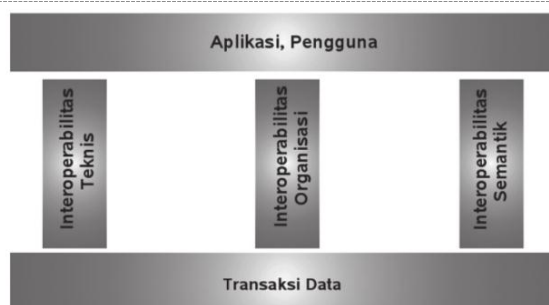 Aplikasi, Pengguna
Interoperabilitas
Teknis
Interoperabilitas
Organisasi
Interoperabilitas
Semantik
Transaksi Data